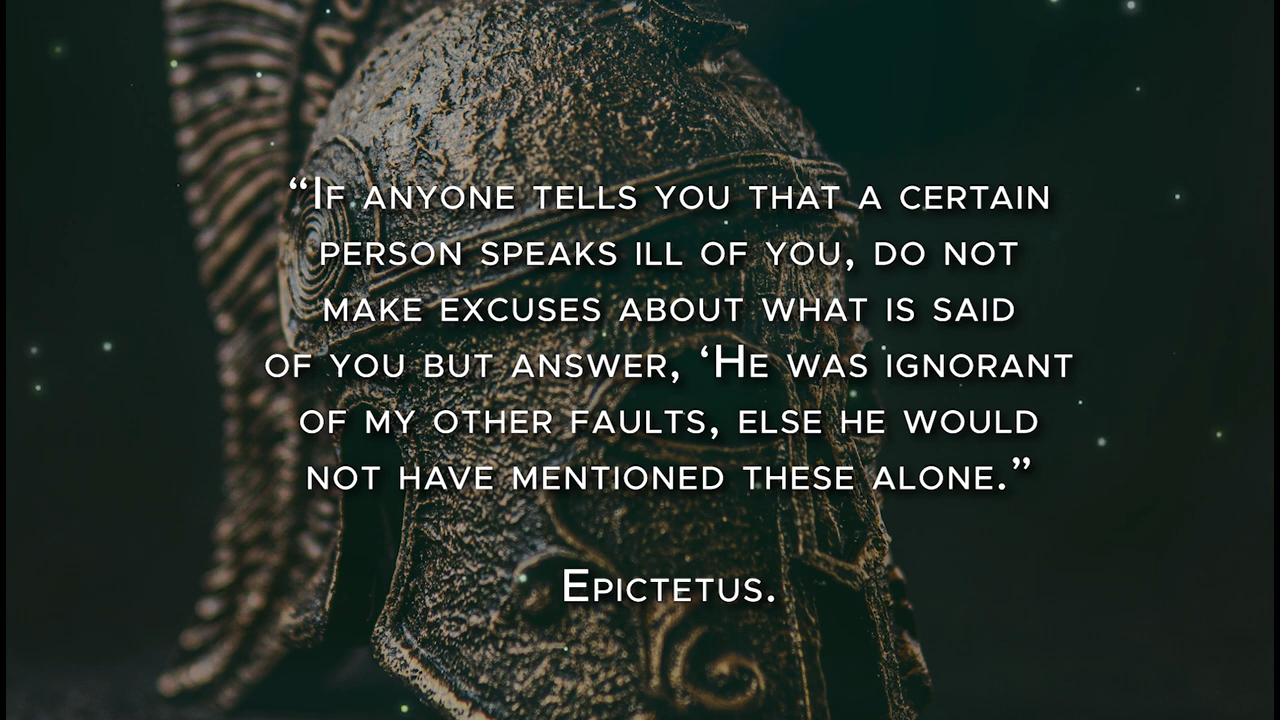 “If anyone tells you that a certain
person speaks ill of you, do not
make excuses about what is said
of you but answer, ‘He was ignorant
of my other faults, else he would
not have mentioned these alone.”
Epictetus.